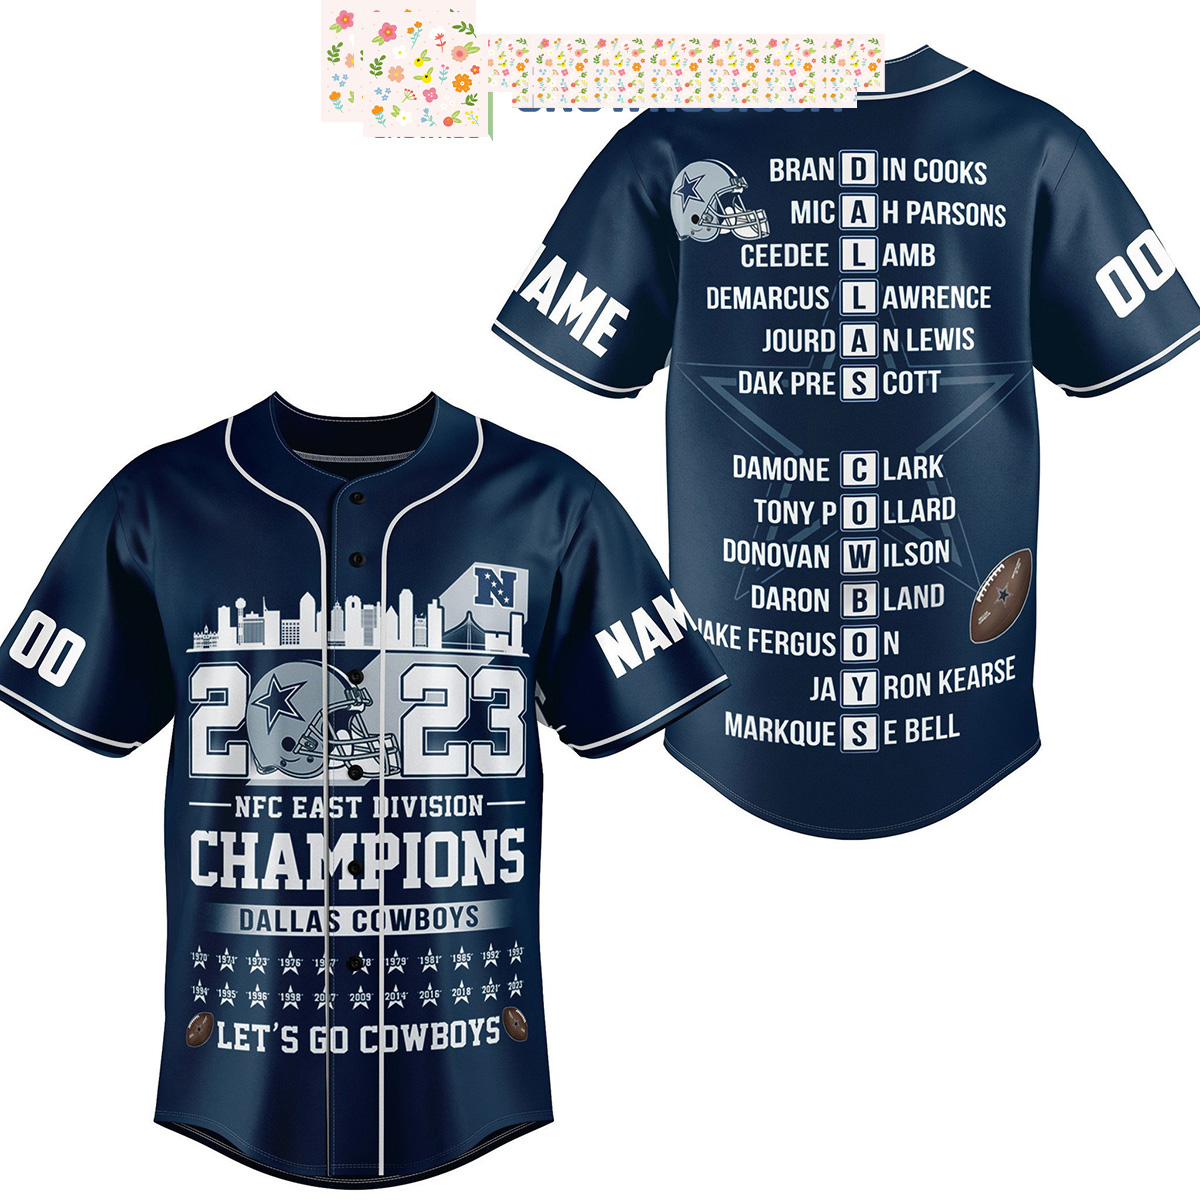 BRANDIN COOKS
MICAH PARSONS
CEEDEE LAMB
DEMARCUS LAWRENCE
JOURDAN LEWIS
DAK PRESCOTT
DAMONE CLARK
TONY POLLARD
DONOVAN WILSON
DARON BLAND
JAKE FERGUSON
JAYRON KEARSE
MARKQUESE BELL
NAME
00
00
NAM
N
2023
NFC EAST DIVISION
CHAMPIONS
DALLAS COWBOYS
1970 1971 1973 1976 1979 1981 1985 1992 1993
1994 1995 1996 1998 2007 2009 2014 2016 2018 2021 2023
LET'S GO COWBOYS